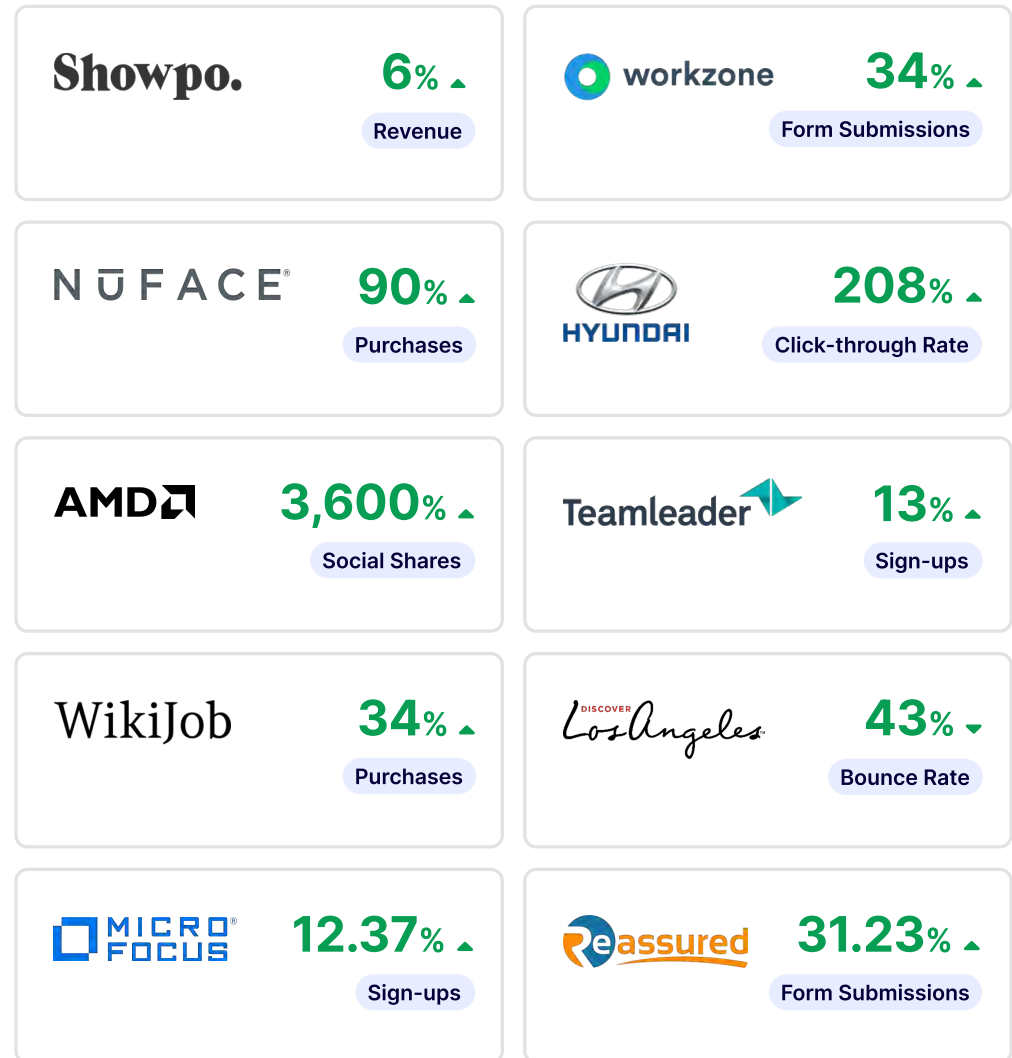 Showpo.
6%
Revenue
workzone
34%
Form Submissions
NŪFACE®
90%
Purchases
HYUNDAI
208%
Click-through Rate
AMD
3,600%
Social Shares
Teamleader
13%
Sign-ups
WikiJob
34%
Purchases
DISCOVER
Los Angeles
43%
Bounce Rate
MICRO®
FOCUS
12.37%
Sign-ups
Reassured
31.23%
Form Submissions